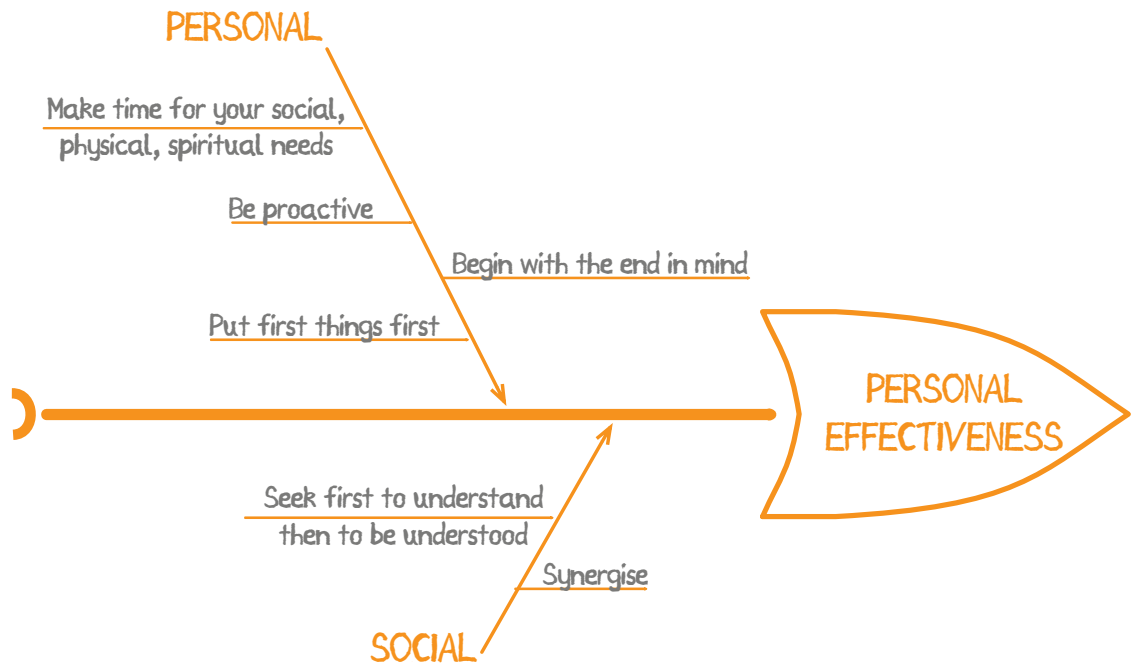 PERSONAL
Make time for your social,
physical, spiritual needs
Be proactive
Begin with the end in mind
Put first things first
PERSONAL
EFFECTIVENESS
Seek first to understand
then to be understood
Synergise
SOCIAL